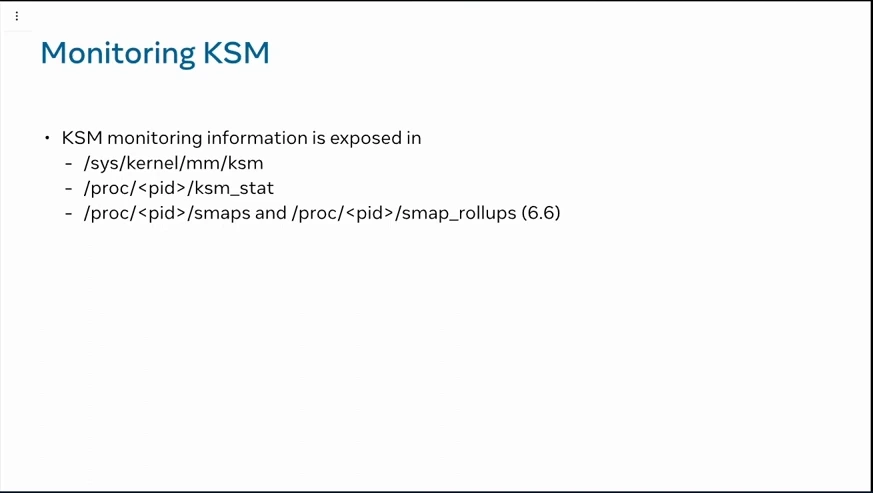 Monitoring KSM
• KSM monitoring information is exposed in
- /sys/kernel/mm/ksm
- /proc/<pid>/ksm_stat
- /proc/<pid>/smaps and /proc/<pid>/smap_rollups (6.6)